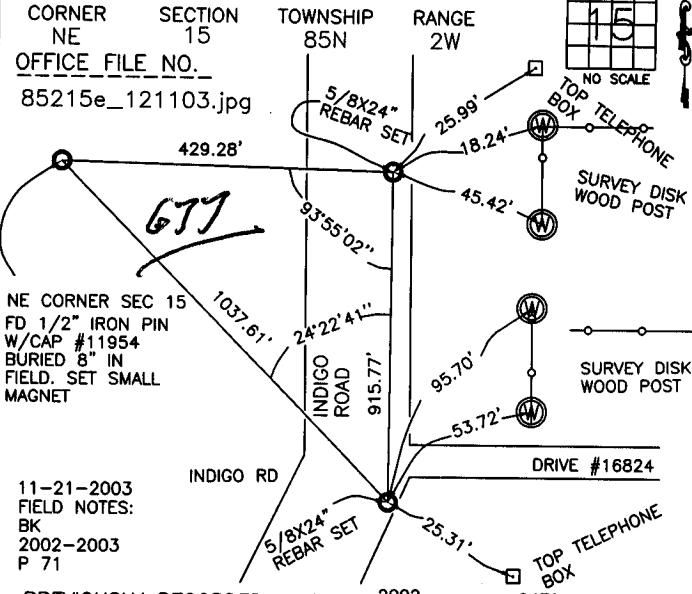 CORNER SECTION TOWNSHIP RANGE
NE 15 85N 2W
OFFICE FILE NO.
85215e_121103.jpg
15
NO SCALE
5/8X24"
REBAR SET
25.99'
TOP TELEPHONE
BOX
18.24'
45.42'
W
W
SURVEY DISK
WOOD POST
429.28'
93°55'02"
NE CORNER SEC 15
FD 1/2" IRON PIN
W/CAP #11954
BURIED 8" IN
FIELD. SET SMALL
MAGNET
1037.61'
24°22'41"
INDIGO
ROAD
915.77'
95.70'
53.72'
W
W
SURVEY DISK
WOOD POST
DRIVE #16824
INDIGO RD
11-21-2003
FIELD NOTES:
BK
2002-2003
P 71
5/8X24"
REBAR SET
25.31'
TOP TELEPHONE
BOX